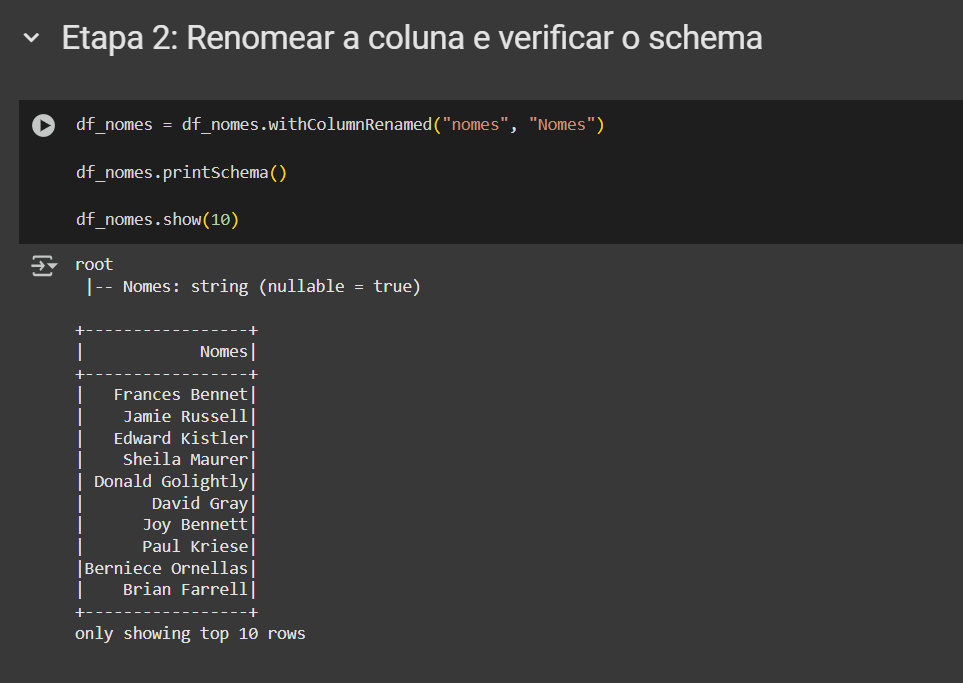 Etapa 2: Renomear a coluna e verificar o schema
df_nomes = df_nomes.withColumnRenamed("nomes", "Nomes")
df_nomes.printSchema()
df_nomes.show(10)
root
 |-- Nomes: string (nullable = true)
+-----------------+
|            Nomes|
+-----------------+
|   Frances Bennet|
|    Jamie Russell|
|   Edward Kistler|
|    Sheila Maurer|
| Donald Golightly|
|       David Gray|
|      Joy Bennett|
|      Paul Kriese|
|Berniece Ornellas|
|    Brian Farrell|
+-----------------+
only showing top 10 rows